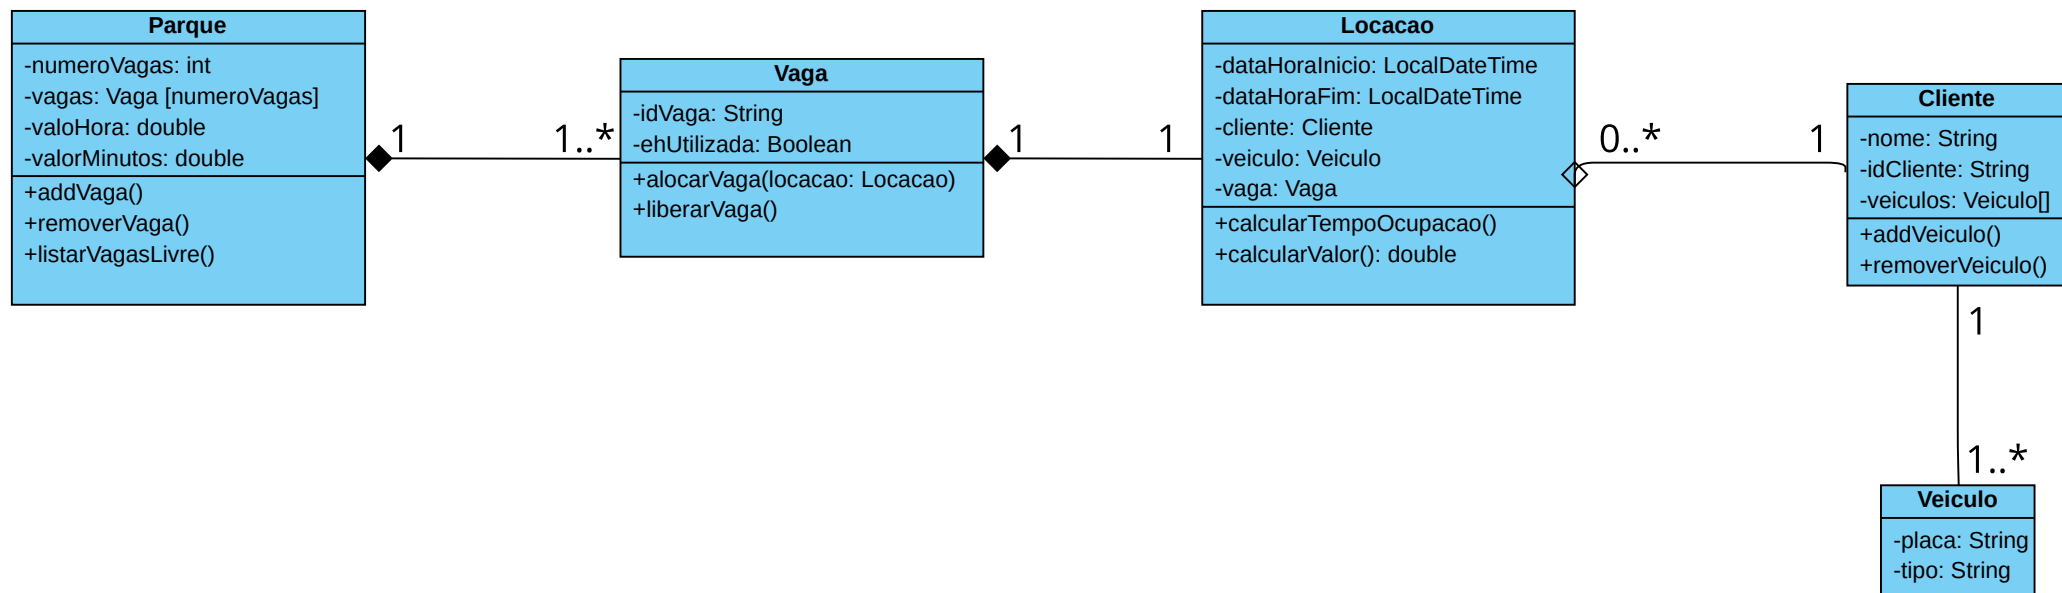 Parque
-numeroVagas: int
-vagas: Vaga [numeroVagas]
-valoHora: double
-valorMinutos: double
+addVaga()
+removerVaga()
+listarVagasLivre()
1
1..*
Vaga
-idVaga: String
-ehUtilizada: Boolean
+alocarVaga(locacao: Locacao)
+liberarVaga()
1
1
Locacao
-dataHoraInicio: LocalDateTime
-dataHoraFim: LocalDateTime
-cliente: Cliente
-veiculo: Veiculo
-vaga: Vaga
+calcularTempoOcupacao()
+calcularValor(): double
0..*
1
Cliente
-nome: String
-idCliente: String
-veiculos: Veiculo[]
+addVeiculo()
+removerVeiculo()
1
1..*
Veiculo
-placa: String
-tipo: String